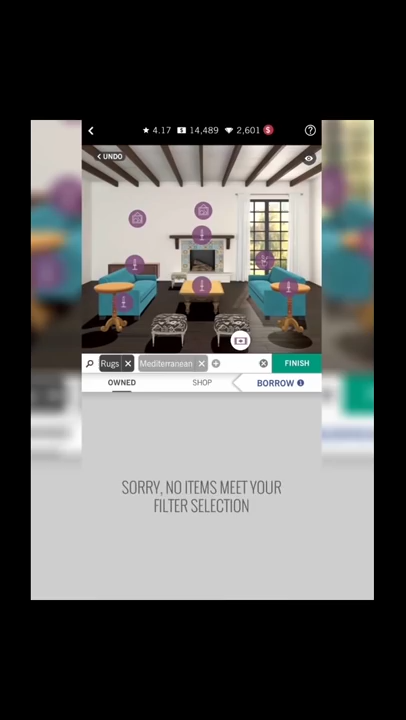 4.17 14,489 2,601 $ ?
UNDO
Rugs Mediterranean FINISH
OWNED SHOP BORROW
SORRY, NO ITEMS MEET YOUR
FILTER SELECTION